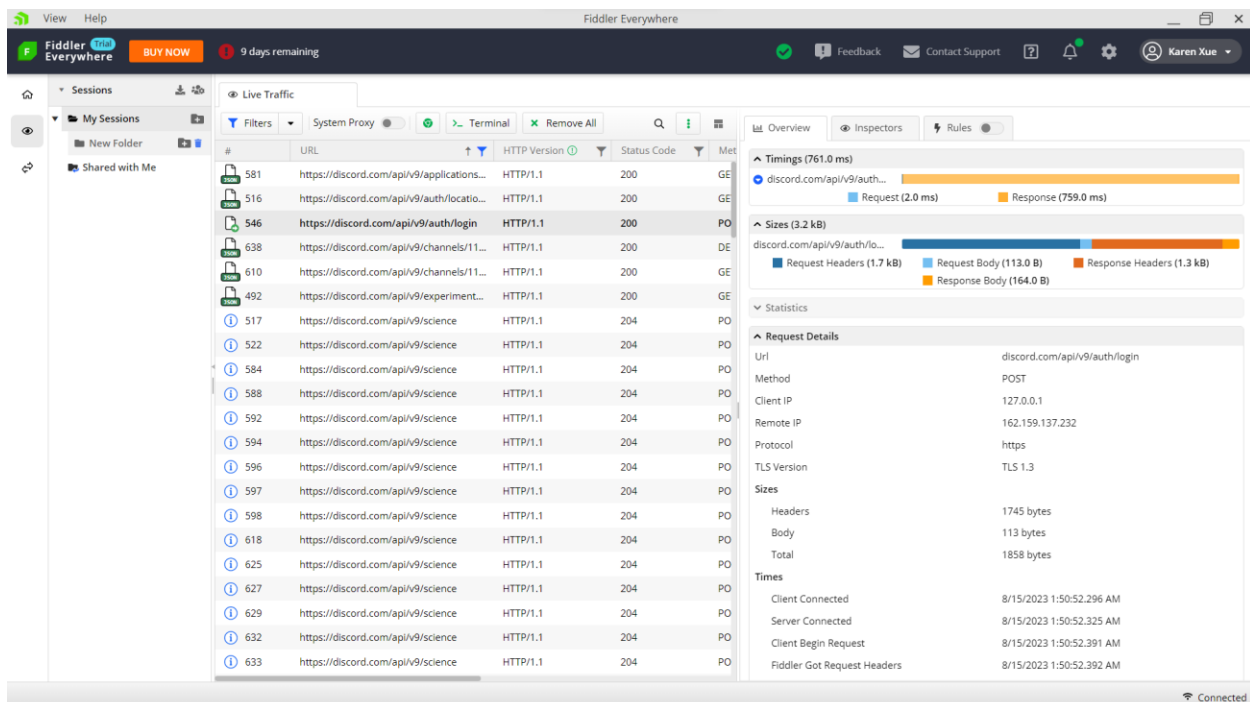 View Help Fiddler Everywhere
Fiddler Trial Everywhere BUY NOW 9 days remaining Feedback Contact Support Karen Xue
Sessions
My Sessions
New Folder
Shared with Me
Live Traffic
Filters System Proxy Terminal Remove All
# URL HTTP Version Status Code Met
JSON 581 https://discord.com/api/v9/applications... HTTP/1.1 200 GE
JSON 516 https://discord.com/api/v9/auth/locatio... HTTP/1.1 200 GE
546 https://discord.com/api/v9/auth/login HTTP/1.1 200 PO
JSON 638 https://discord.com/api/v9/channels/11... HTTP/1.1 200 DE
JSON 610 https://discord.com/api/v9/channels/11... HTTP/1.1 200 GE
JSON 492 https://discord.com/api/v9/experiment... HTTP/1.1 200 GE
517 https://discord.com/api/v9/science HTTP/1.1 204 PO
522 https://discord.com/api/v9/science HTTP/1.1 204 PO
584 https://discord.com/api/v9/science HTTP/1.1 204 PO
588 https://discord.com/api/v9/science HTTP/1.1 204 PO
592 https://discord.com/api/v9/science HTTP/1.1 204 PO
594 https://discord.com/api/v9/science HTTP/1.1 204 PO
596 https://discord.com/api/v9/science HTTP/1.1 204 PO
597 https://discord.com/api/v9/science HTTP/1.1 204 PO
598 https://discord.com/api/v9/science HTTP/1.1 204 PO
618 https://discord.com/api/v9/science HTTP/1.1 204 PO
625 https://discord.com/api/v9/science HTTP/1.1 204 PO
627 https://discord.com/api/v9/science HTTP/1.1 204 PO
629 https://discord.com/api/v9/science HTTP/1.1 204 PO
632 https://discord.com/api/v9/science HTTP/1.1 204 PO
633 https://discord.com/api/v9/science HTTP/1.1 204 PO
Overview Inspectors Rules
Timings (761.0 ms)
discord.com/api/v9/auth...
Request (2.0 ms) Response (759.0 ms)
Sizes (3.2 kB)
discord.com/api/v9/auth/lo...
Request Headers (1.7 kB) Request Body (113.0 B) Response Headers (1.3 kB)
Response Body (164.0 B)
Statistics
Request Details
Url discord.com/api/v9/auth/login
Method POST
Client IP 127.0.0.1
Remote IP 162.159.137.232
Protocol https
TLS Version TLS 1.3
Sizes
Headers 1745 bytes
Body 113 bytes
Total 1858 bytes
Times
Client Connected 8/15/2023 1:50:52.296 AM
Server Connected 8/15/2023 1:50:52.325 AM
Client Begin Request 8/15/2023 1:50:52.391 AM
Fiddler Got Request Headers 8/15/2023 1:50:52.392 AM
Connected